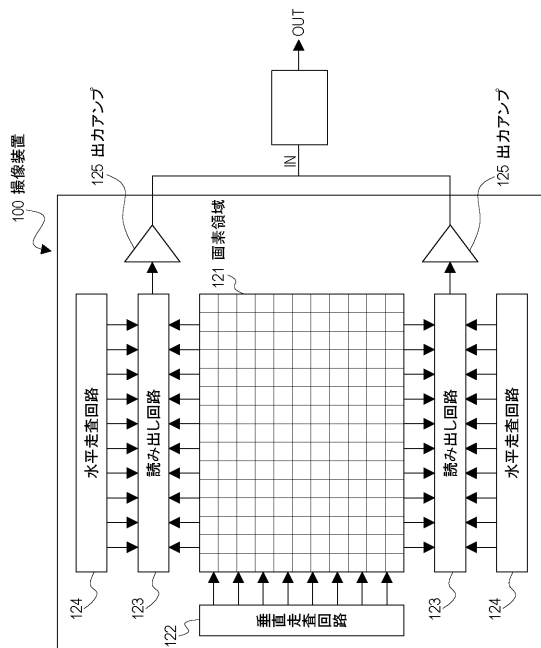 100 撮像装置
125 出力アンプ
OUT
IN
121 画素領域
125 出力アンプ
水平走査回路
124
読み出し回路
123
垂直走査回路
122
読み出し回路
123
水平走査回路
124